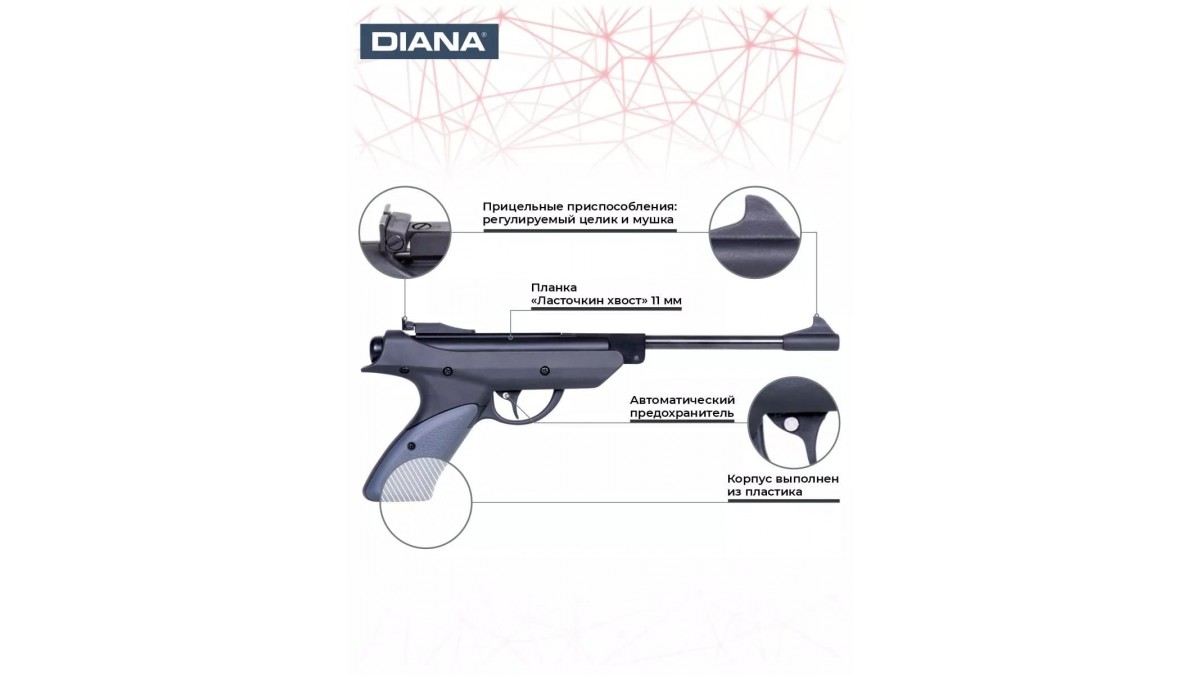 DIANA®
Прицельные приспособления:
регулируемый целик и мушка
Планка
«Ласточкин хвост» 11 мм
Автоматический
предохранитель
Корпус выполнен
из пластика